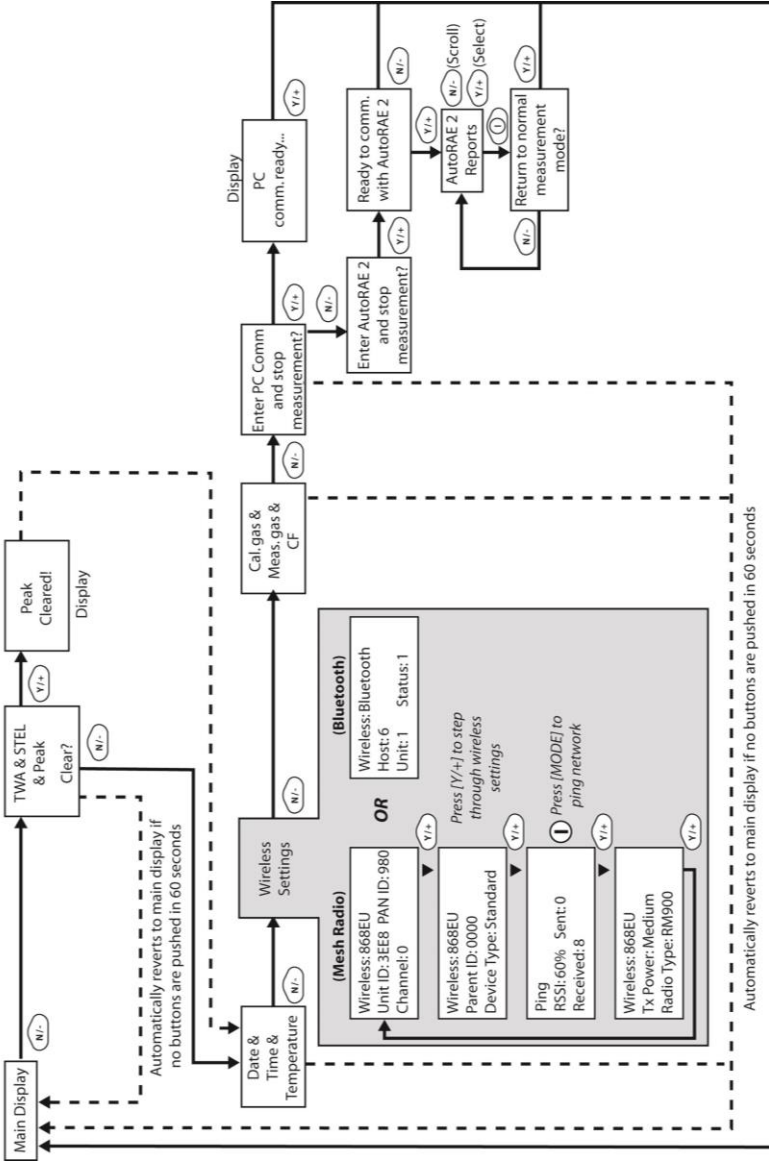 Main Display
N/-
TWA & STEL
& Peak
Clear?
Y/+
Peak
Cleared!
Display
N/-
Automatically reverts to main display if
no buttons are pushed in 60 seconds
Date &
Time &
Temperature
N/-
Wireless
Settings
N/-
Cal. gas &
Meas. gas &
CF
N/-
Enter PC Comm
and stop
measurement?
Y/+
Display
PC
comm. ready...
Y/+
N/-
Enter AutoRAE 2
and stop
measurement?
Y/+
Ready to comm.
with AutoRAE 2
N/-
Y/+
AutoRAE 2
Reports
N/- (Scroll)
Y/+ (Select)
Return to normal
measurement
mode?
N/-
Y/+
(Mesh Radio)
Wireless: 868EU
Unit ID: 3EE8 PAN ID: 980
Channel: 0
Y/+
Wireless: 868EU
Parent ID: 0000
Device Type: Standard
Y/+
Ping
RSSI: 60% Sent: 0
Received: 8
Y/+
Wireless: 868EU
Tx Power: Medium
Radio Type: RM900
Y/+
OR
(Bluetooth)
Wireless: Bluetooth
Host: 6
Unit: 1 Status: 1
Press [Y/+] to step
through wireless
settings
Press [MODE] to
ping network
Automatically reverts to main display if no buttons are pushed in 60 seconds